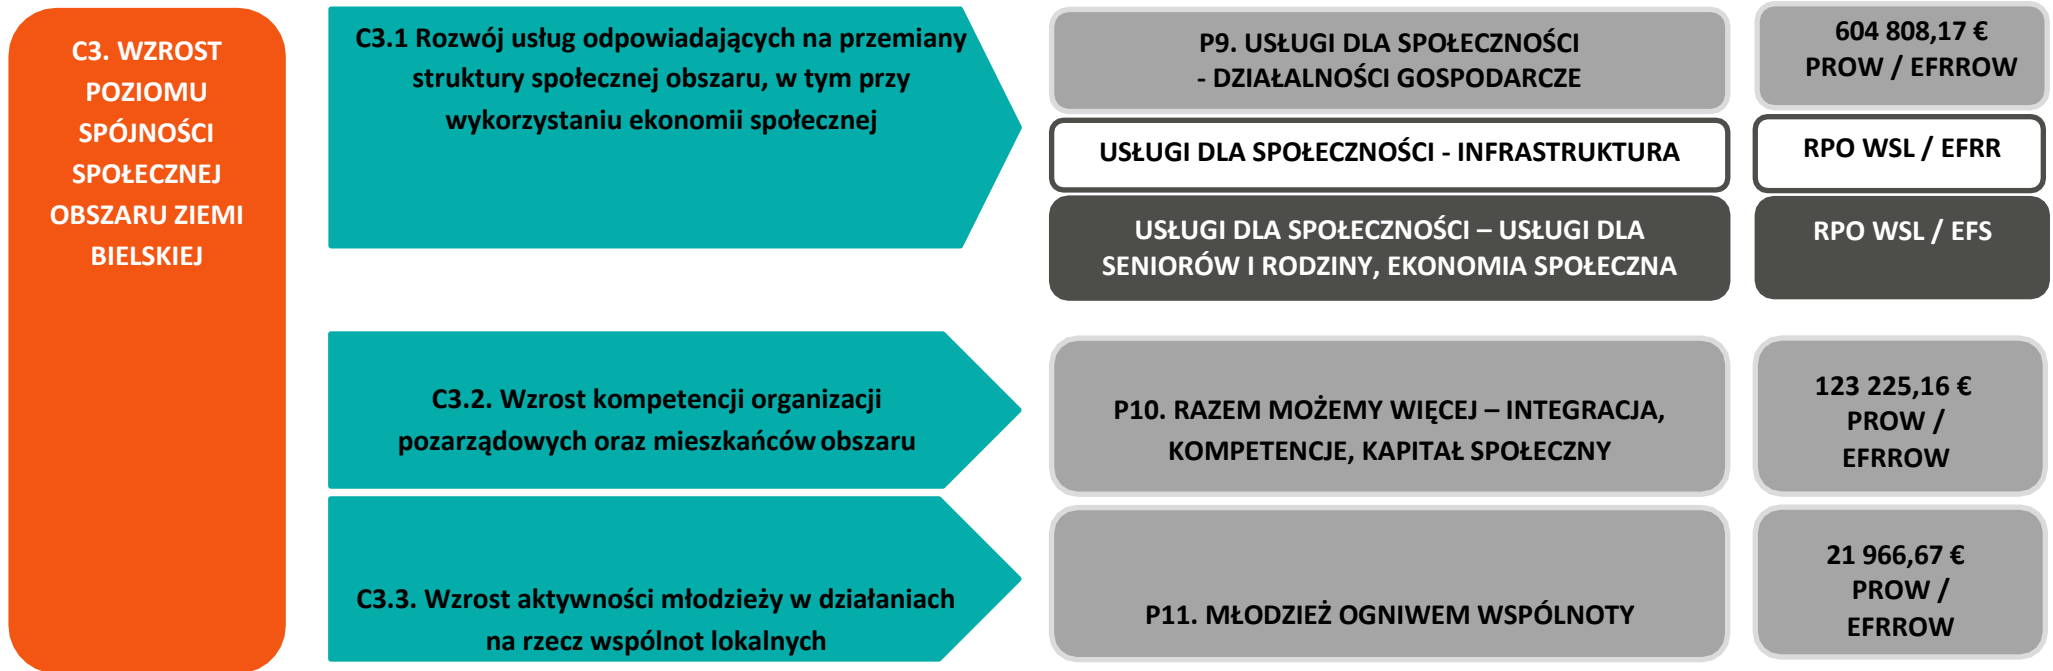 C3. WZROST
POZIOMU
SPÓJNOŚCI
SPOŁECZNEJ
OBSZARU ZIEMI
BIELSKIEJ
C3.1 Rozwój usług odpowiadających na przemiany
struktury społecznej obszaru, w tym przy
wykorzystaniu ekonomii społecznej
P9. USŁUGI DLA SPOŁECZNOŚCI
- DZIAŁALNOŚCI GOSPODARCZE
604 808,17 €
PROW / EFRROW
USŁUGI DLA SPOŁECZNOŚCI - INFRASTRUKTURA
RPO WSL / EFRR
USŁUGI DLA SPOŁECZNOŚCI – USŁUGI DLA
SENIORÓW I RODZINY, EKONOMIA SPOŁECZNA
RPO WSL / EFS
C3.2. Wzrost kompetencji organizacji
pozarządowych oraz mieszkańców obszaru
P10. RAZEM MOŻEMY WIĘCEJ – INTEGRACJA,
KOMPETENCJE, KAPITAŁ SPOŁECZNY
123 225,16 €
PROW /
EFRROW
C3.3. Wzrost aktywności młodzieży w działaniach
na rzecz wspólnot lokalnych
P11. MŁODZIEŻ OGNIWEM WSPÓLNOTY
21 966,67 €
PROW /
EFRROW